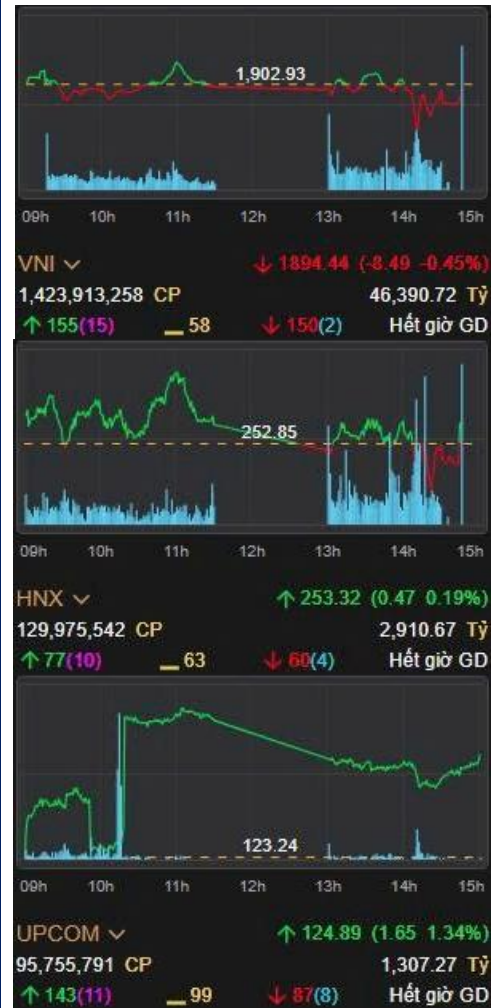 1,902.93
09h 10h 11h 12h 13h 14h 15h
VNI 1894.44 (-8.49 -0.45%)
1,423,913,258 CP 46,390.72 Tỷ
155(15) 58 150(2) Hết giờ GD
252.85
09h 10h 11h 12h 13h 14h 15h
HNX 253.32 (0.47 0.19%)
129,975,542 CP 2,910.67 Tỷ
77(10) 63 60(4) Hết giờ GD
123.24
09h 10h 11h 12h 13h 14h 15h
UPCOM 124.89 (1.65 1.34%)
95,755,791 CP 1,307.27 Tỷ
143(11) 99 87(8) Hết giờ GD